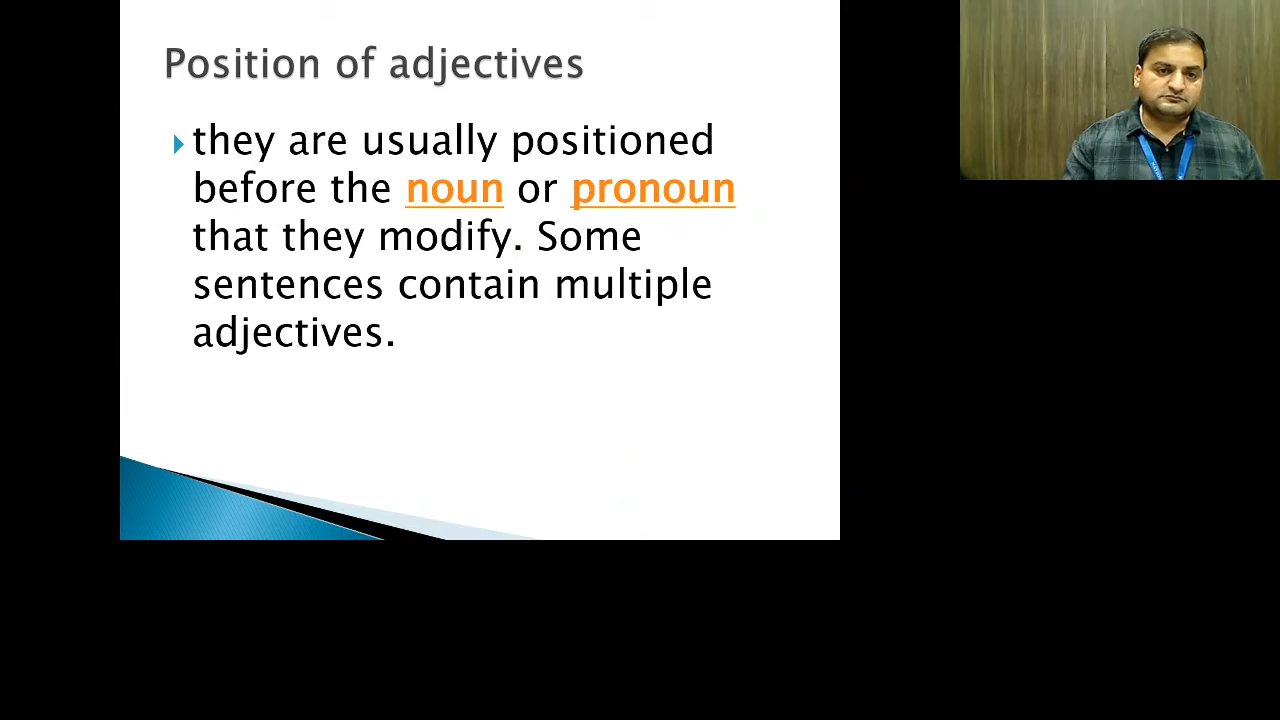 Position of adjectives
they are usually positioned
before the noun or pronoun
that they modify. Some
sentences contain multiple
adjectives.